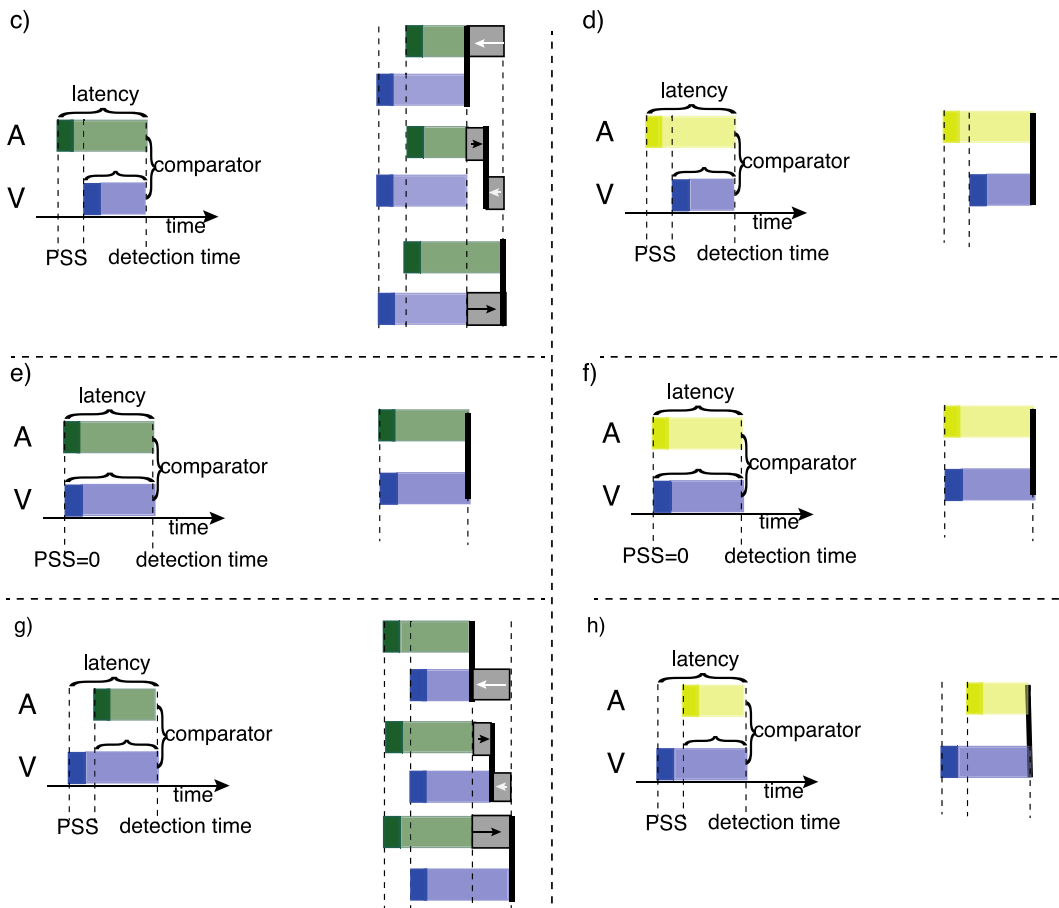 c)
latency
A
comparator
V
time
PSS detection time
d)
latency
A
comparator
V
time
PSS detection time
e)
latency
A
comparator
V
time
PSS=0 detection time
f)
latency
A
comparator
V
time
PSS=0 detection time
g)
latency
A
comparator
V
time
PSS detection time
h)
latency
A
comparator
V
time
PSS detection time